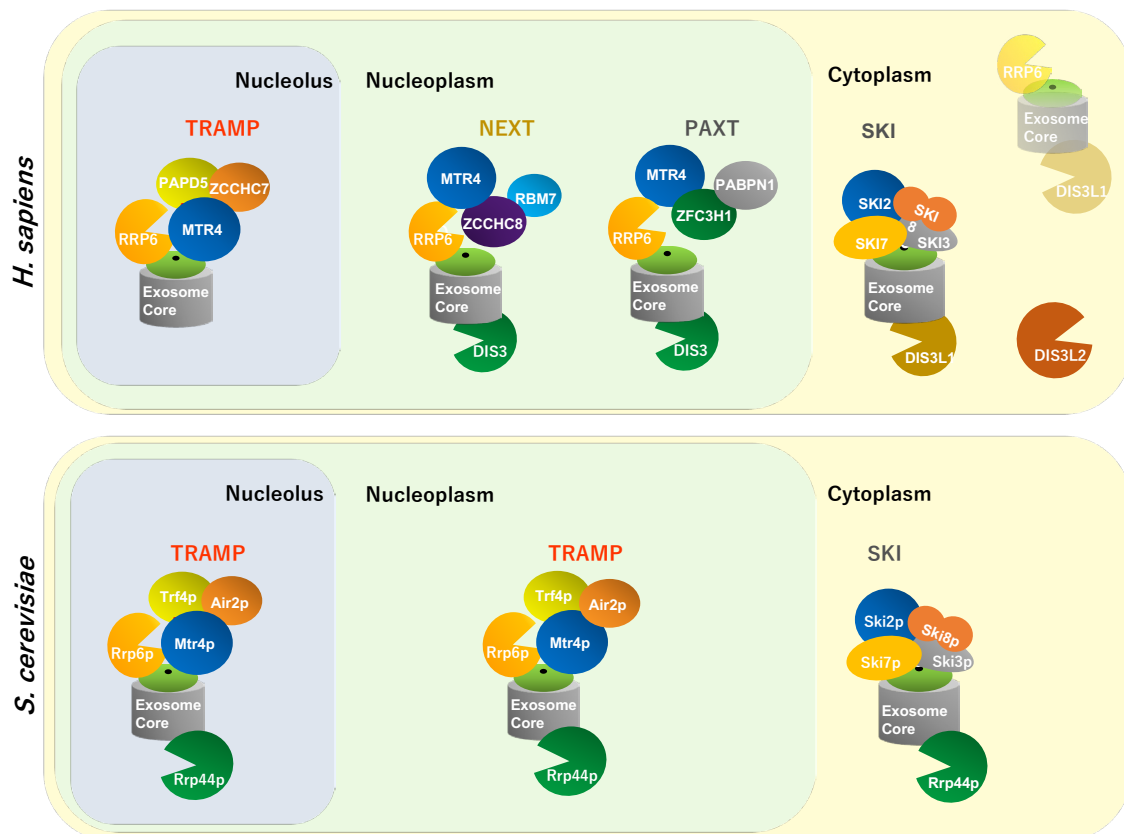 H. sapiens
Nucleolus
TRAMP
PAPD5
ZCCHC7
RRP6
MTR4
Exosome
Core
Nucleoplasm
NEXT
MTR4
RBM7
ZCCHC8
RRP6
Exosome
Core
DIS3
PAXT
MTR4
PABPN1
ZFC3H1
RRP6
Exosome
Core
DIS3
Cytoplasm
SKI
SKI2
SKI
8
SKI7
SKI3
Exosome
Core
DIS3L1
RRP6
Exosome
Core
DIS3L1
DIS3L2
S. cerevisiae
Nucleolus
TRAMP
Trf4p
Air2p
Rrp6p
Mtr4p
Exosome
Core
Rrp44p
Nucleoplasm
TRAMP
Trf4p
Air2p
Rrp6p
Mtr4p
Exosome
Core
Rrp44p
Cytoplasm
SKI
Ski2p
Ski8p
Ski7p
Ski3p
Exosome
Core
Rrp44p